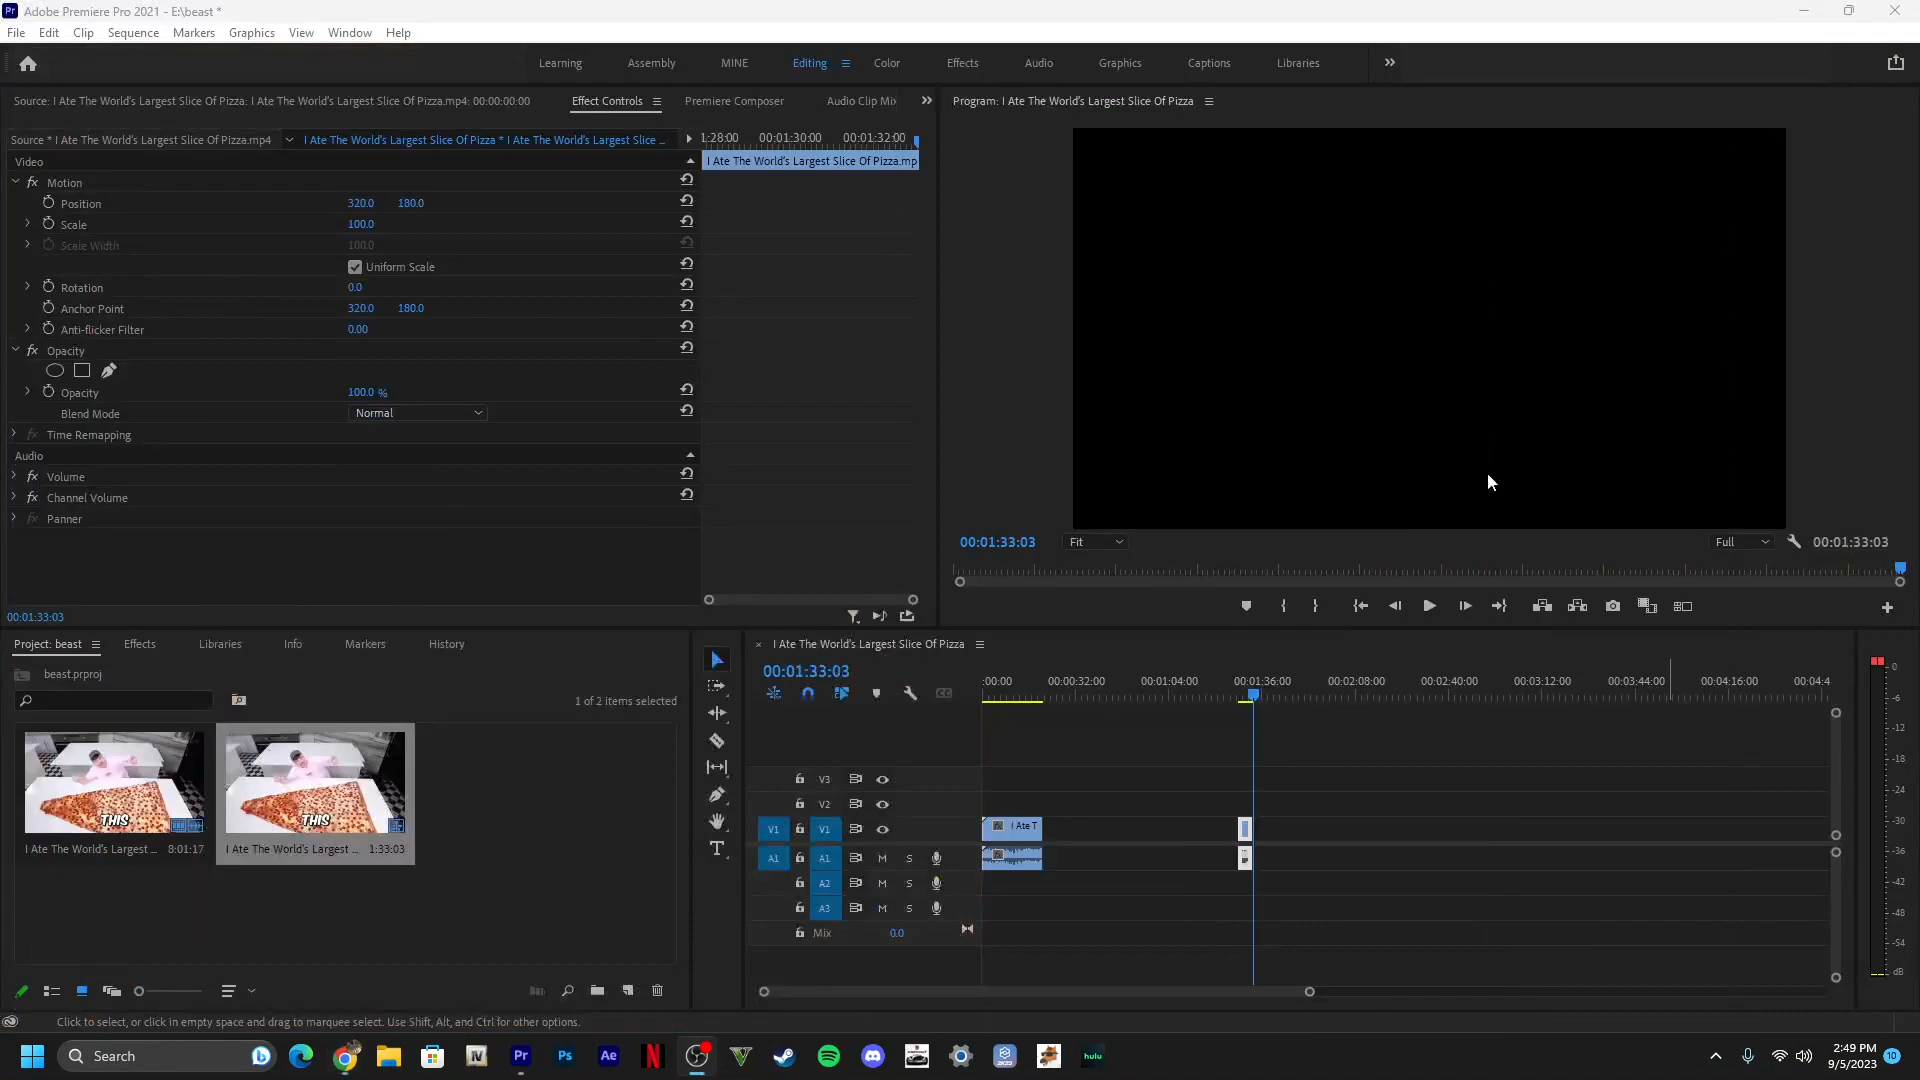 Adobe Premiere Pro 2021 - E:\beast *
File Edit Clip Sequence Markers Graphics View Window Help
Learning Assembly MINE Editing Color Effects Audio Graphics Captions Libraries
Source: I Ate The World's Largest Slice Of Pizza: I Ate The World's Largest Slice Of Pizza.mp4: 00:00:00:00 Effect Controls Premiere Composer Audio Clip Mix
Program: I Ate The World's Largest Slice Of Pizza
Source * I Ate The World's Largest Slice Of Pizza.mp4 I Ate The World's Largest Slice Of Pizza * I Ate The World's Largest Slice ... 1:28:00 00:01:30:00 00:01:32:00
Video I Ate The World's Largest Slice Of Pizza.mp
fx Motion
Position 320.0 180.0
Scale 100.0
Scale Width 100.0
Uniform Scale
Rotation 0.0
Anchor Point 320.0 180.0
Anti-flicker Filter 0.00
fx Opacity
Opacity 100.0 %
Blend Mode Normal
fx Time Remapping
Audio
fx Volume
fx Channel Volume
fx Panner
00:01:33:03
00:01:33:03 Fit Full 00:01:33:03
Project: beast Effects Libraries Info Markers History
beast.prproj
1 of 2 items selected
THIS THIS
I Ate The World's Largest ... 8:01:17 I Ate The World's Largest ... 1:33:03
× I Ate The World's Largest Slice Of Pizza
00:01:33:03
:00:00 00:00:32:00 00:01:04:00 00:01:36:00 00:02:08:00 00:02:40:00 00:03:12:00 00:03:44:00 00:04:16:00 00:04:4
V3
V2
V1 V1 I Ate T
A1 A1 M S
A2 M S
A3 M S
Mix 0.0
0
-6
-12
-18
-24
-30
-36
-42
-48
-54
dB
Click to select, or click in empty space and drag to marquee select. Use Shift, Alt, and Ctrl for other options.
Search Pr Ps Ae N V hulu
2:49 PM
9/5/2023 10